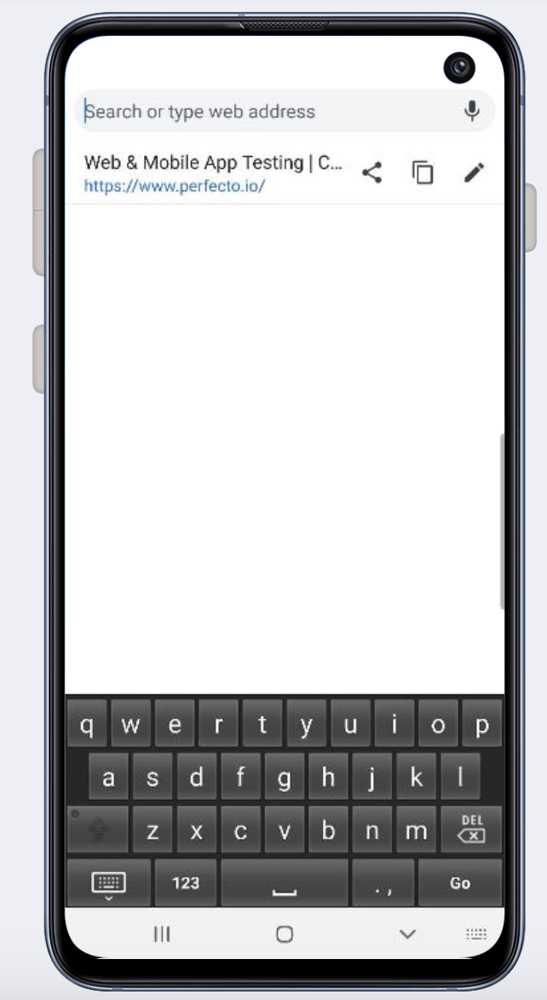 Search or type web address
Web & Mobile App Testing | C...
https://www.perfecto.io/
q w e r t y u i o p
a s d f g h j k l
z x c v b n m DEL
123 . , Go